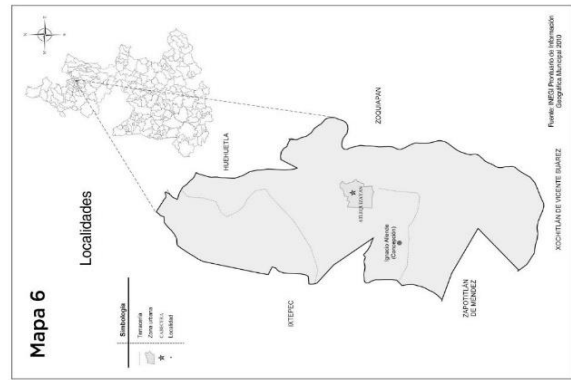 Mapa 6
Localidades
Simbología
Terracería
Zona urbana
CABECERA
Localidad
HUEHUETLA
ZOQUIAPAN
IXTEPEC
Ignacio Allende
(Concepción)
ZAPOTITLÁN
DE MÉNDEZ
XOCHITLÁN DE VICENTE SUÁREZ
Fuente: INEGI Prontuario de Información
Geográfica Municipal 2010